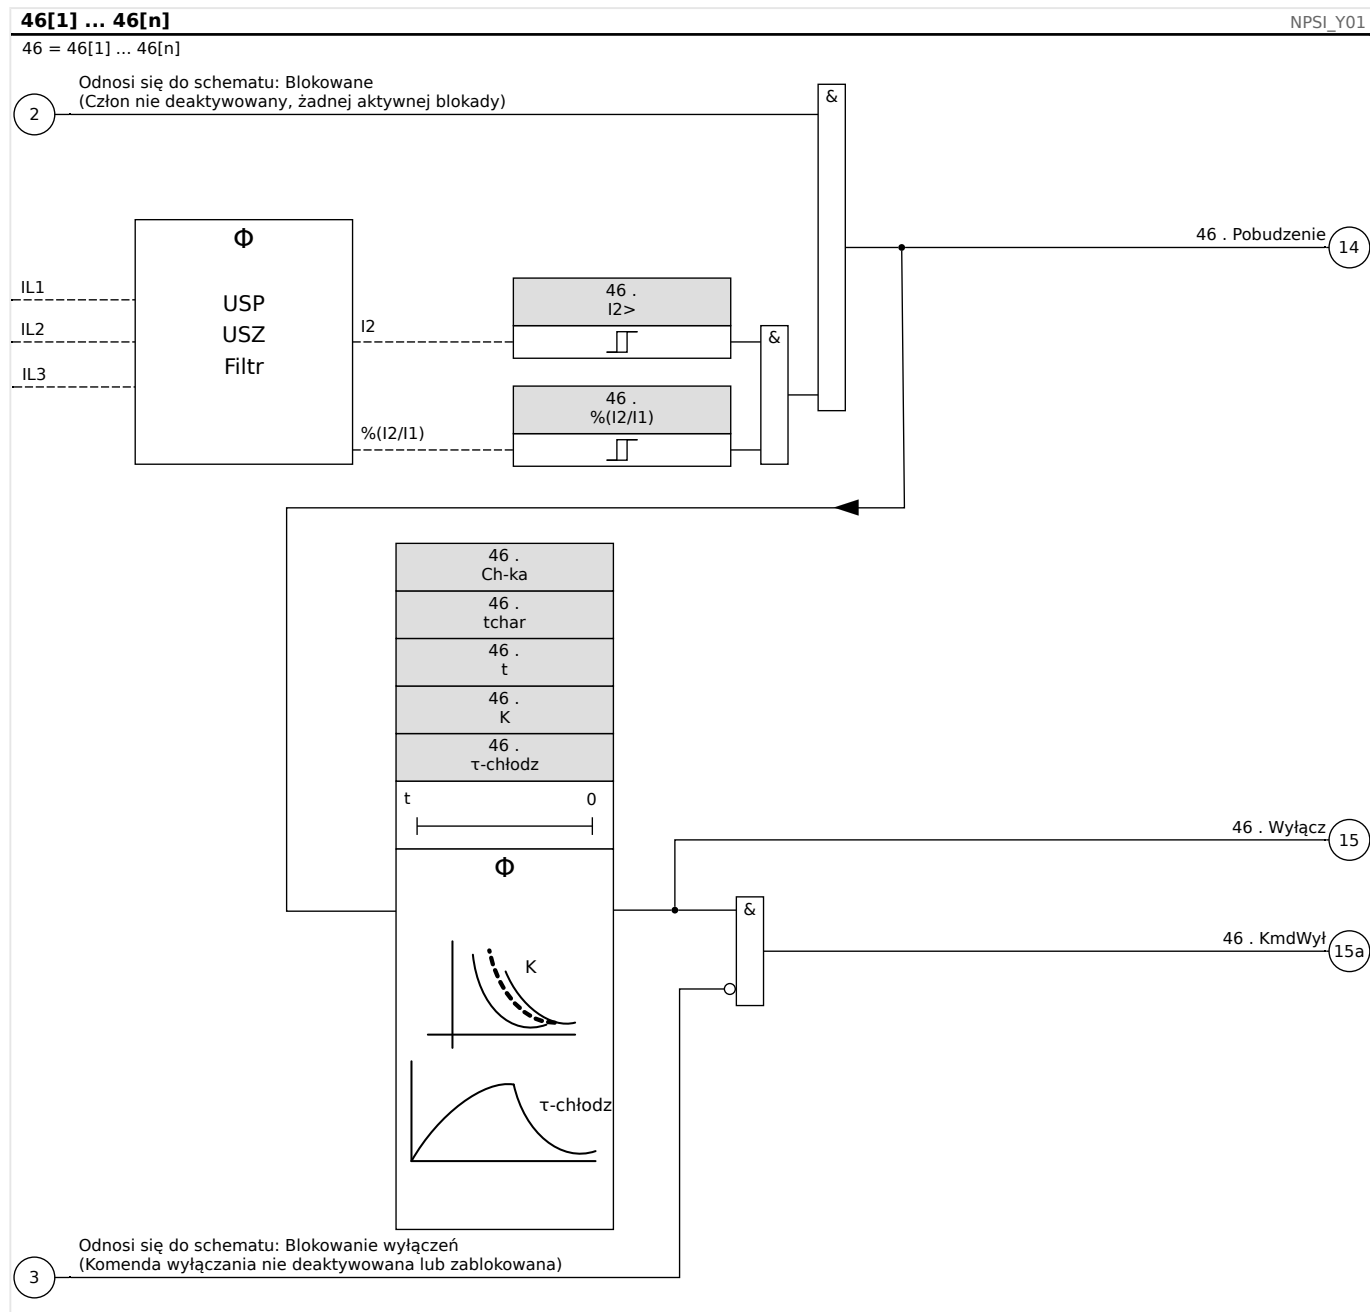 46[1] ... 46[n]
NPSI_Y01
46 = 46[1] ... 46[n]
Odnosi się do schematu: Blokowane
(Człon nie deaktywowany, żadnej aktywnej blokady)
2
&
46 . Pobudzenie
14
Φ
USP
USZ
Filtr
IL1
IL2
IL3
I2
%(I2/I1)
46 .
I2>
46 .
%(I2/I1)
&
46 .
Ch-ka
46 .
tchar
46 .
t
46 .
K
46 .
τ-chłodz
t
0
Φ
K
τ-chłodz
46 . Wyłącz
15
&
46 . KmdWył
15a
Odnosi się do schematu: Blokowanie wyłączeń
(Komenda wyłączania nie deaktywowana lub zablokowana)
3